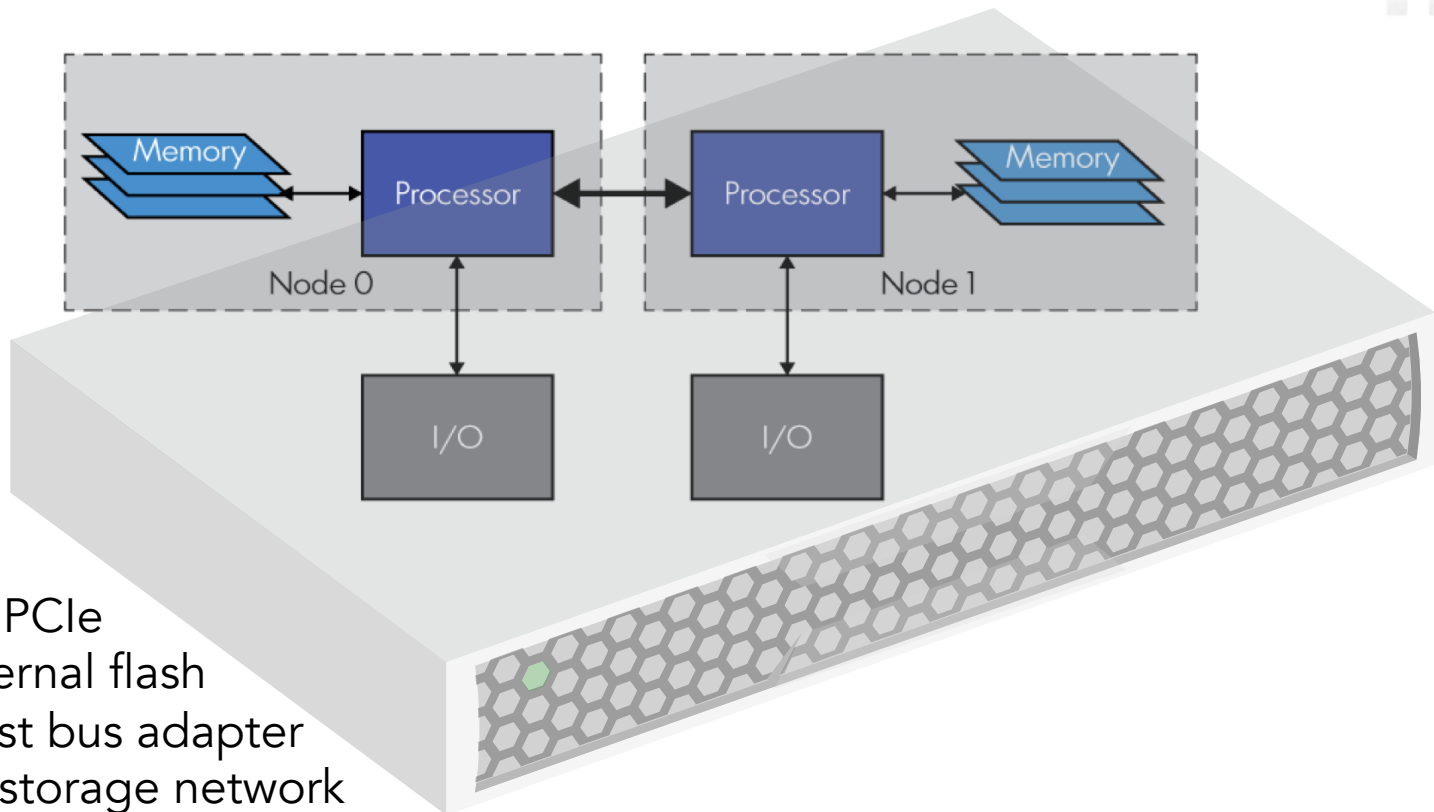 Memory
Processor
Processor
Memory
Node 0
Node 1
I/O
I/O
PCIe
ernal flash
st bus adapter
storage network